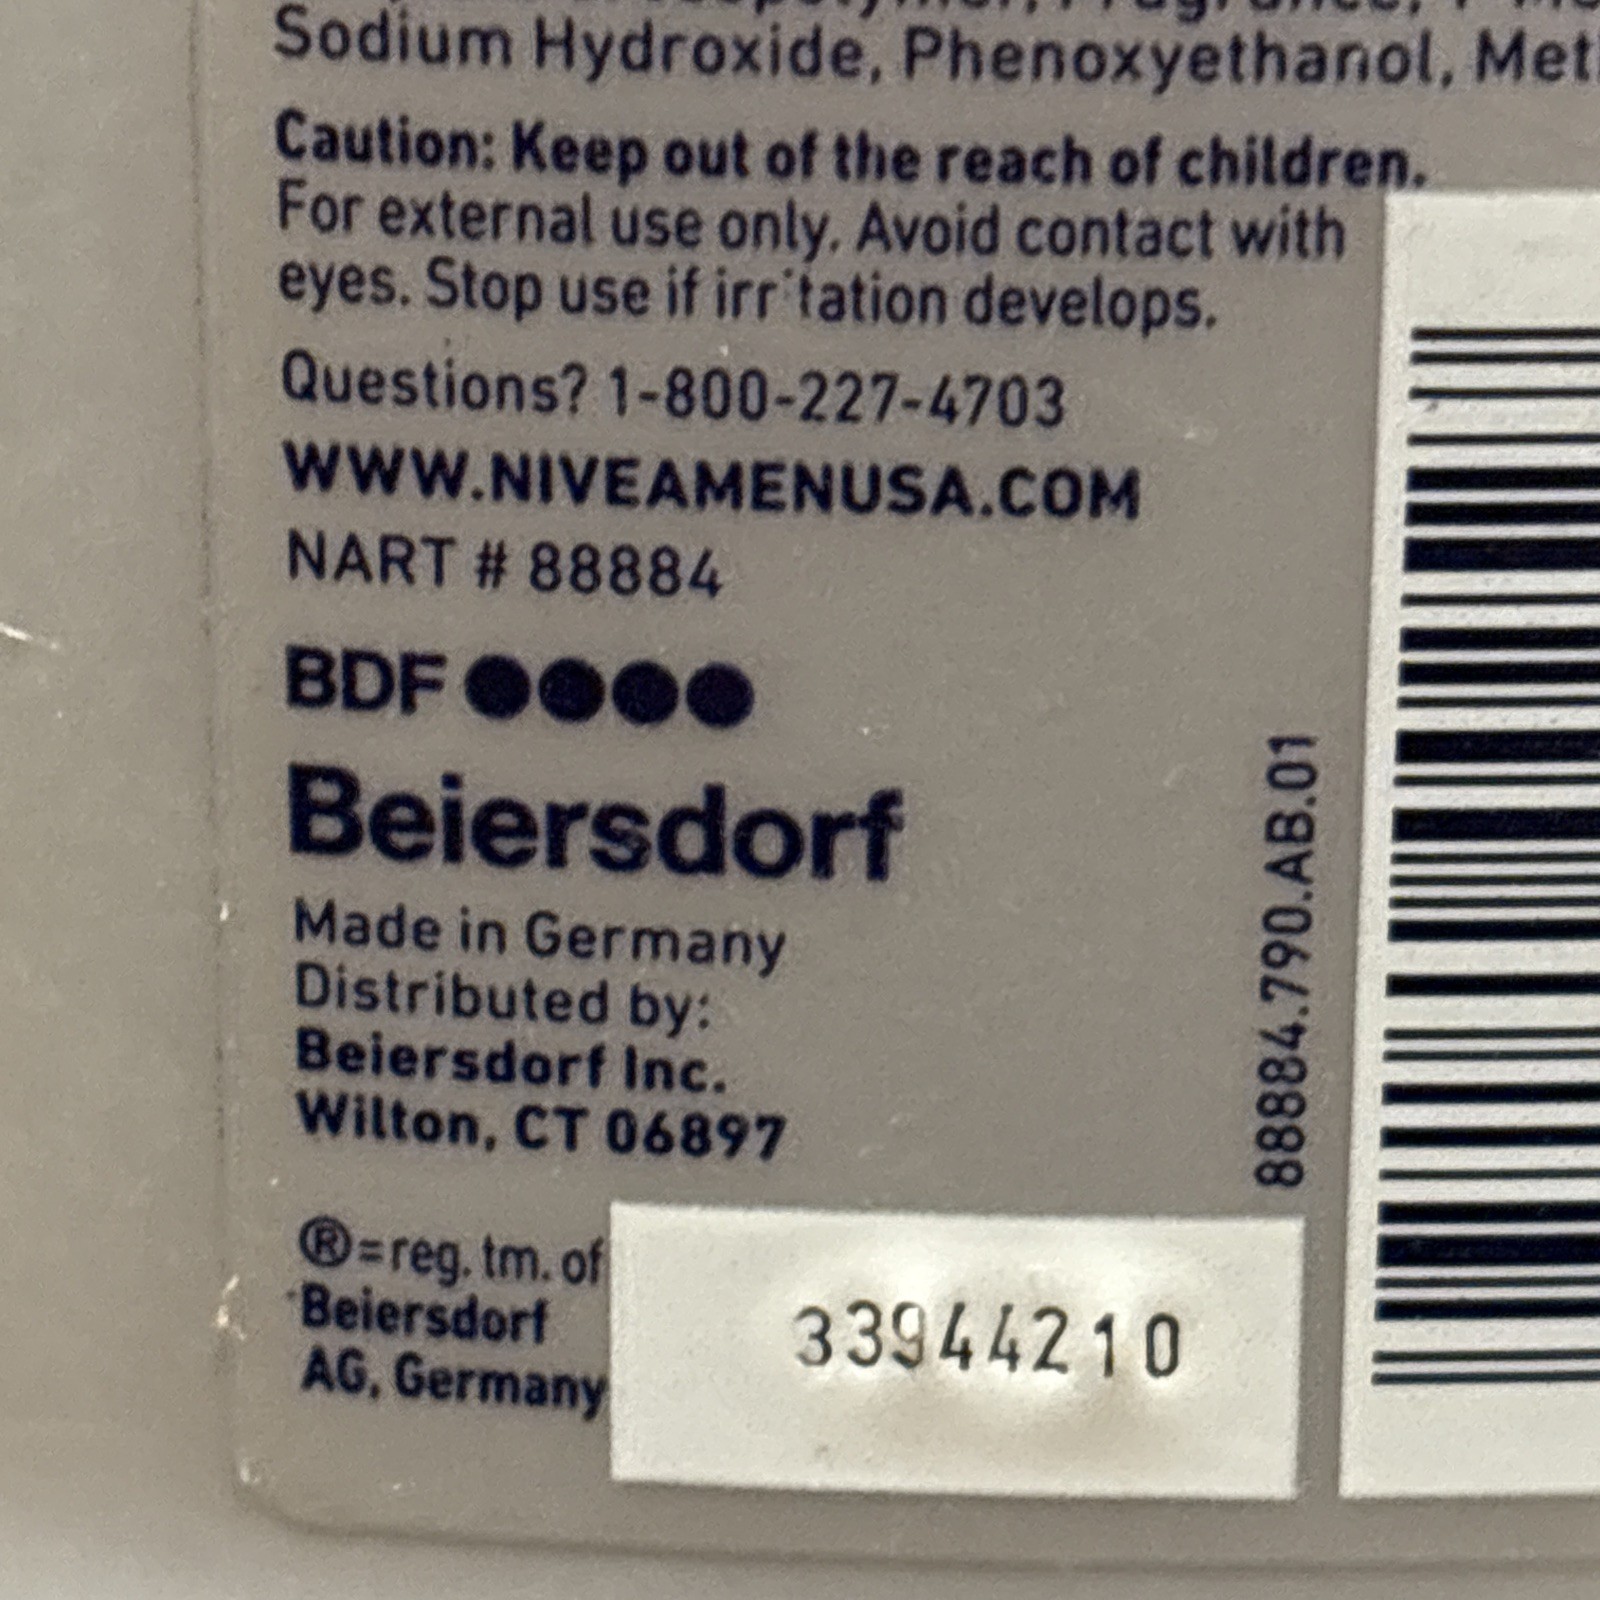 Fragrance,
Sodium Hydroxide, Phenoxyethanol,
Caution: Keep out of the reach of children.
For external use only. Avoid contact with
eyes. Stop use if irritation develops.
Questions? 1-800-227-4703
WWW.NIVEAMENUSA.COM
NART # 88884
BDF ●●●●
Beiersdorf
Made in Germany
Distributed by:
Beiersdorf Inc.
Wilton, CT 06897
88884.790.AB.01
®=reg. tm. of
Beiersdorf
AG, Germany
33944210